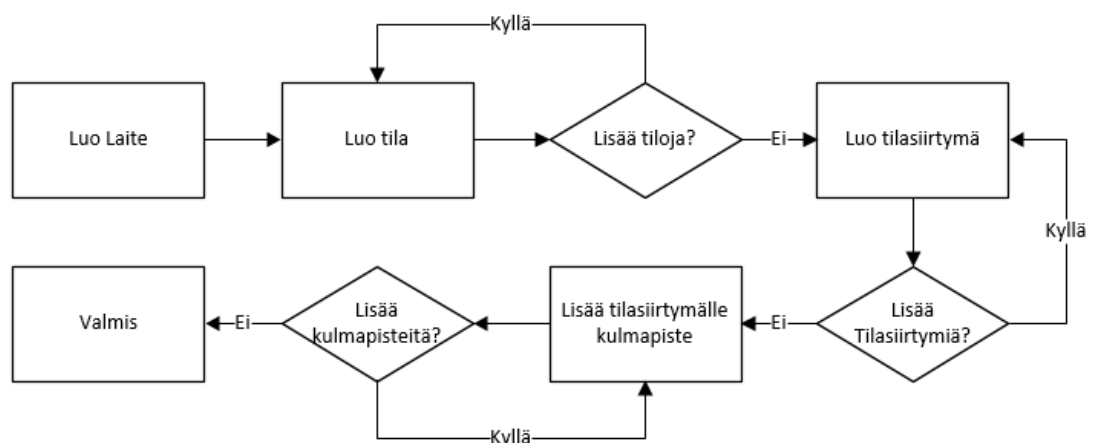 Kyllä
Luo Laite
Luo tila
Lisää tiloja?
Ei
Luo tilasiirtymä
Kyllä
Lisää
Tilasiirtymiä?
Ei
Lisää tilasiirtymälle
kulmapiste
Lisää
kulmapisteitä?
Ei
Valmis
Kyllä